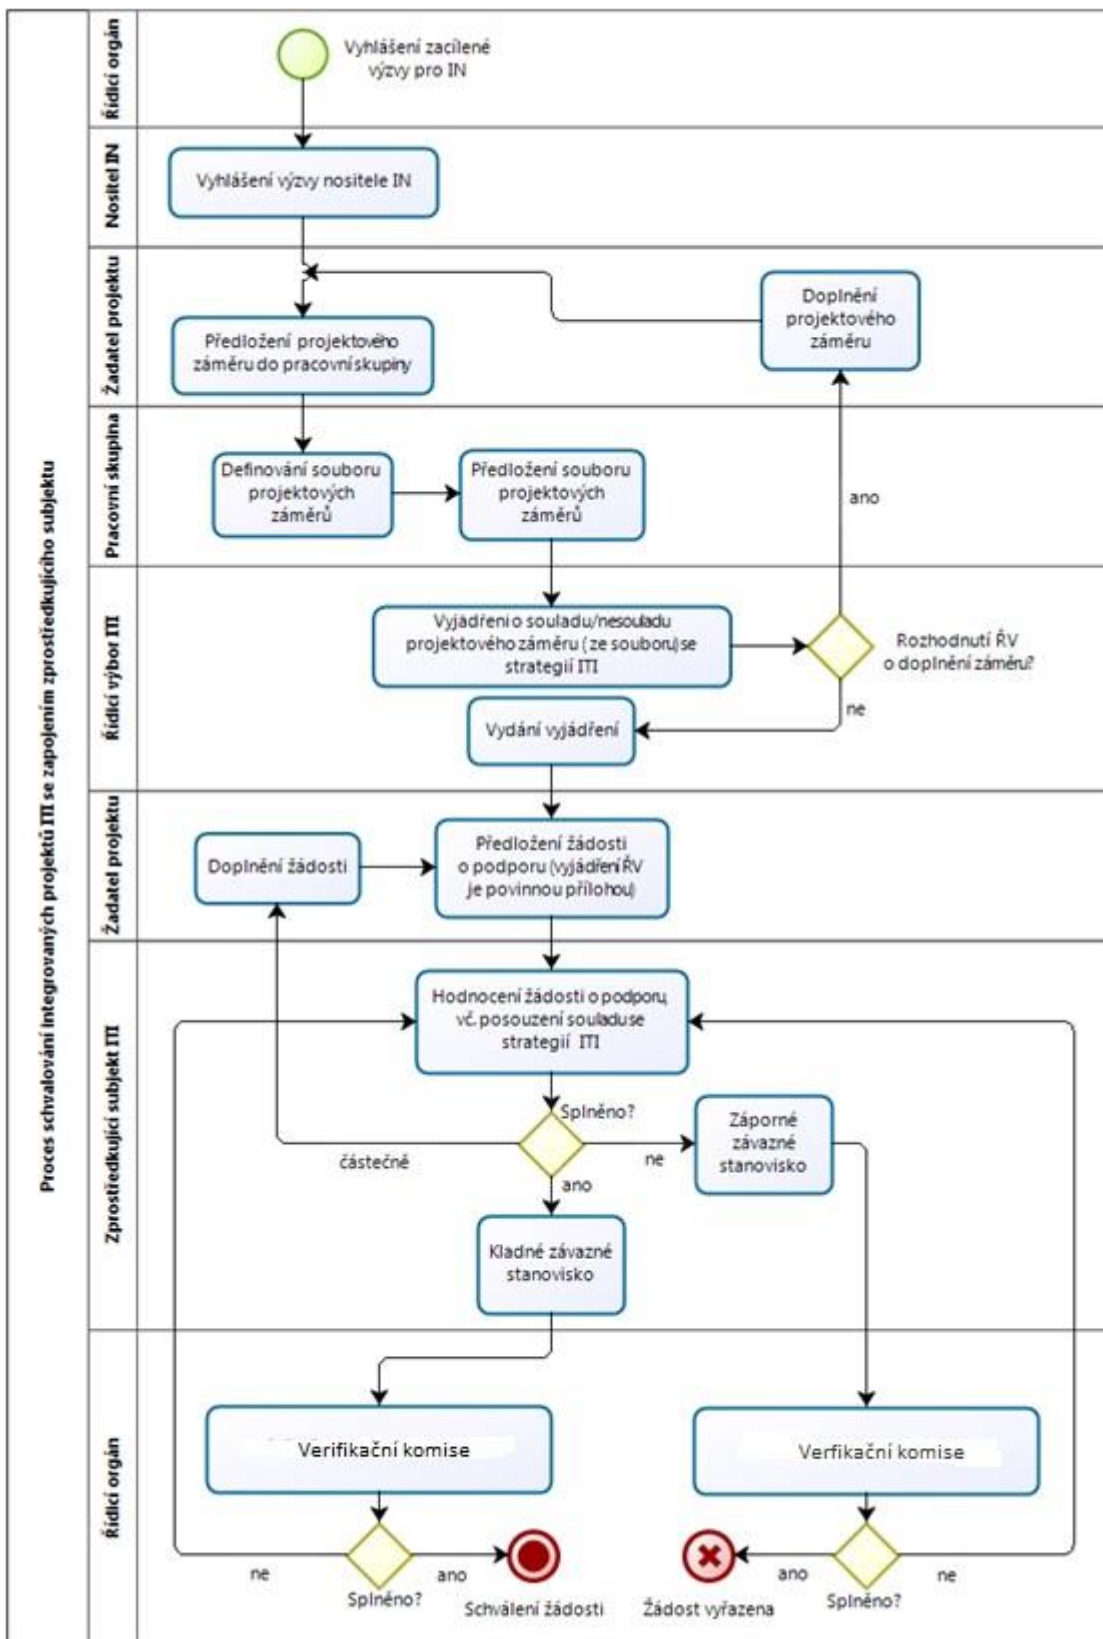 Proces schvalování integrovaných projektů ITI se zapojením zprostředkujícího subjektu
Řídicí orgán
Vyhlášení zacílené
výzvy pro IN
Nositel IN
Vyhlášení výzvy nositele IN
Žadatel projektu
Předložení projektového
záměru do pracovní skupiny
Doplnění
projektového
záměru
Pracovní skupina
Definování souboru
projektových
záměrů
Předložení souboru
projektových
záměrů
ano
Řídicí výbor ITI
Vyjádření o souladu/nesouladu
projektového záměru (ze souboru) se
strategií ITI
Rozhodnutí ŘV
o doplnění záměru?
ne
Vydání vyjádření
Žadatel projektu
Doplnění žádosti
Předložení žádosti
o podporu (vyjádření ŘV
je povinnou přílohou)
Zprostředkující subjekt ITI
Hodnocení žádosti o podporu,
vč. posouzení souladu se
strategií ITI
Splněno?
částečně
ne
ano
Záporné
závazné
stanovisko
Kladné závazné
stanovisko
Řídicí orgán
Verifikační komise
Verfikační komise
ne
Splněno?
ano
Schválení žádosti
Žádost vyřazena
ano
Splněno?
ne